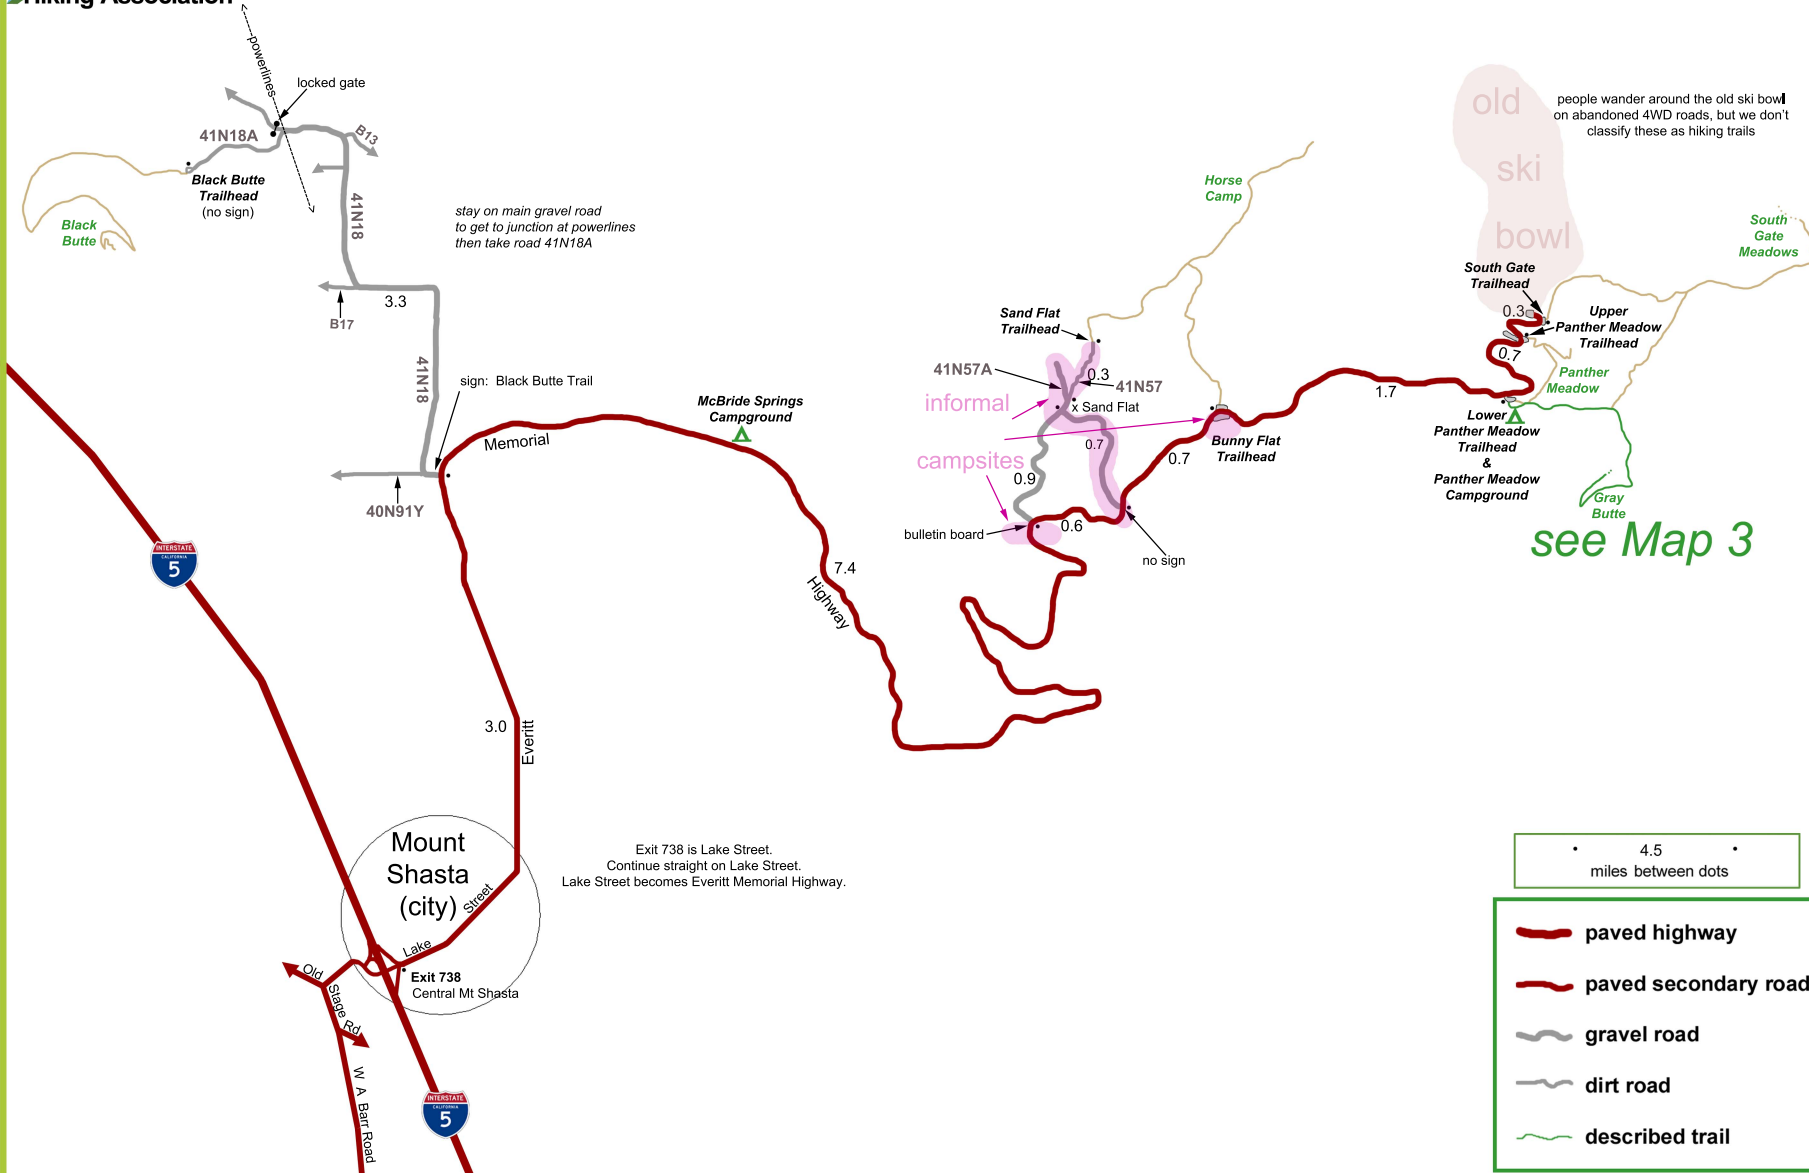 Hiking Association
powerlines
locked gate
41N18A
B13
Black Butte
Trailhead
(no sign)
Black
Butte
41N18
stay on main gravel road
to get to junction at powerlines
then take road 41N18A
3.3
B17
41N18
sign: Black Butte Trail
40N91Y
Memorial
McBride Springs
Campground
7.4
Highway
3.0
Everitt
INTERSTATE
CALIFORNIA
5
Mount
Shasta
(city)
Street
Lake
Exit 738
Central Mt Shasta
Old
Stage Rd
W A Barr Road
INTERSTATE
CALIFORNIA
5
Exit 738 is Lake Street.
Continue straight on Lake Street.
Lake Street becomes Everitt Memorial Highway.
Horse
Camp
Sand Flat
Trailhead
41N57A
0.3
41N57
informal
x Sand Flat
campsites
0.7
0.9
bulletin board
0.6
no sign
0.7
Bunny Flat
Trailhead
1.7
old
ski
bowl
people wander around the old ski bowl
on abandoned 4WD roads, but we don't
classify these as hiking trails
South
Gate
Meadows
South Gate
Trailhead
0.3
Upper
Panther Meadow
Trailhead
0.7
Panther
Meadow
Lower
Panther Meadow
Trailhead
&
Panther Meadow
Campground
Gray
Butte
see Map 3
4.5
miles between dots
paved highway
paved secondary road
gravel road
dirt road
described trail